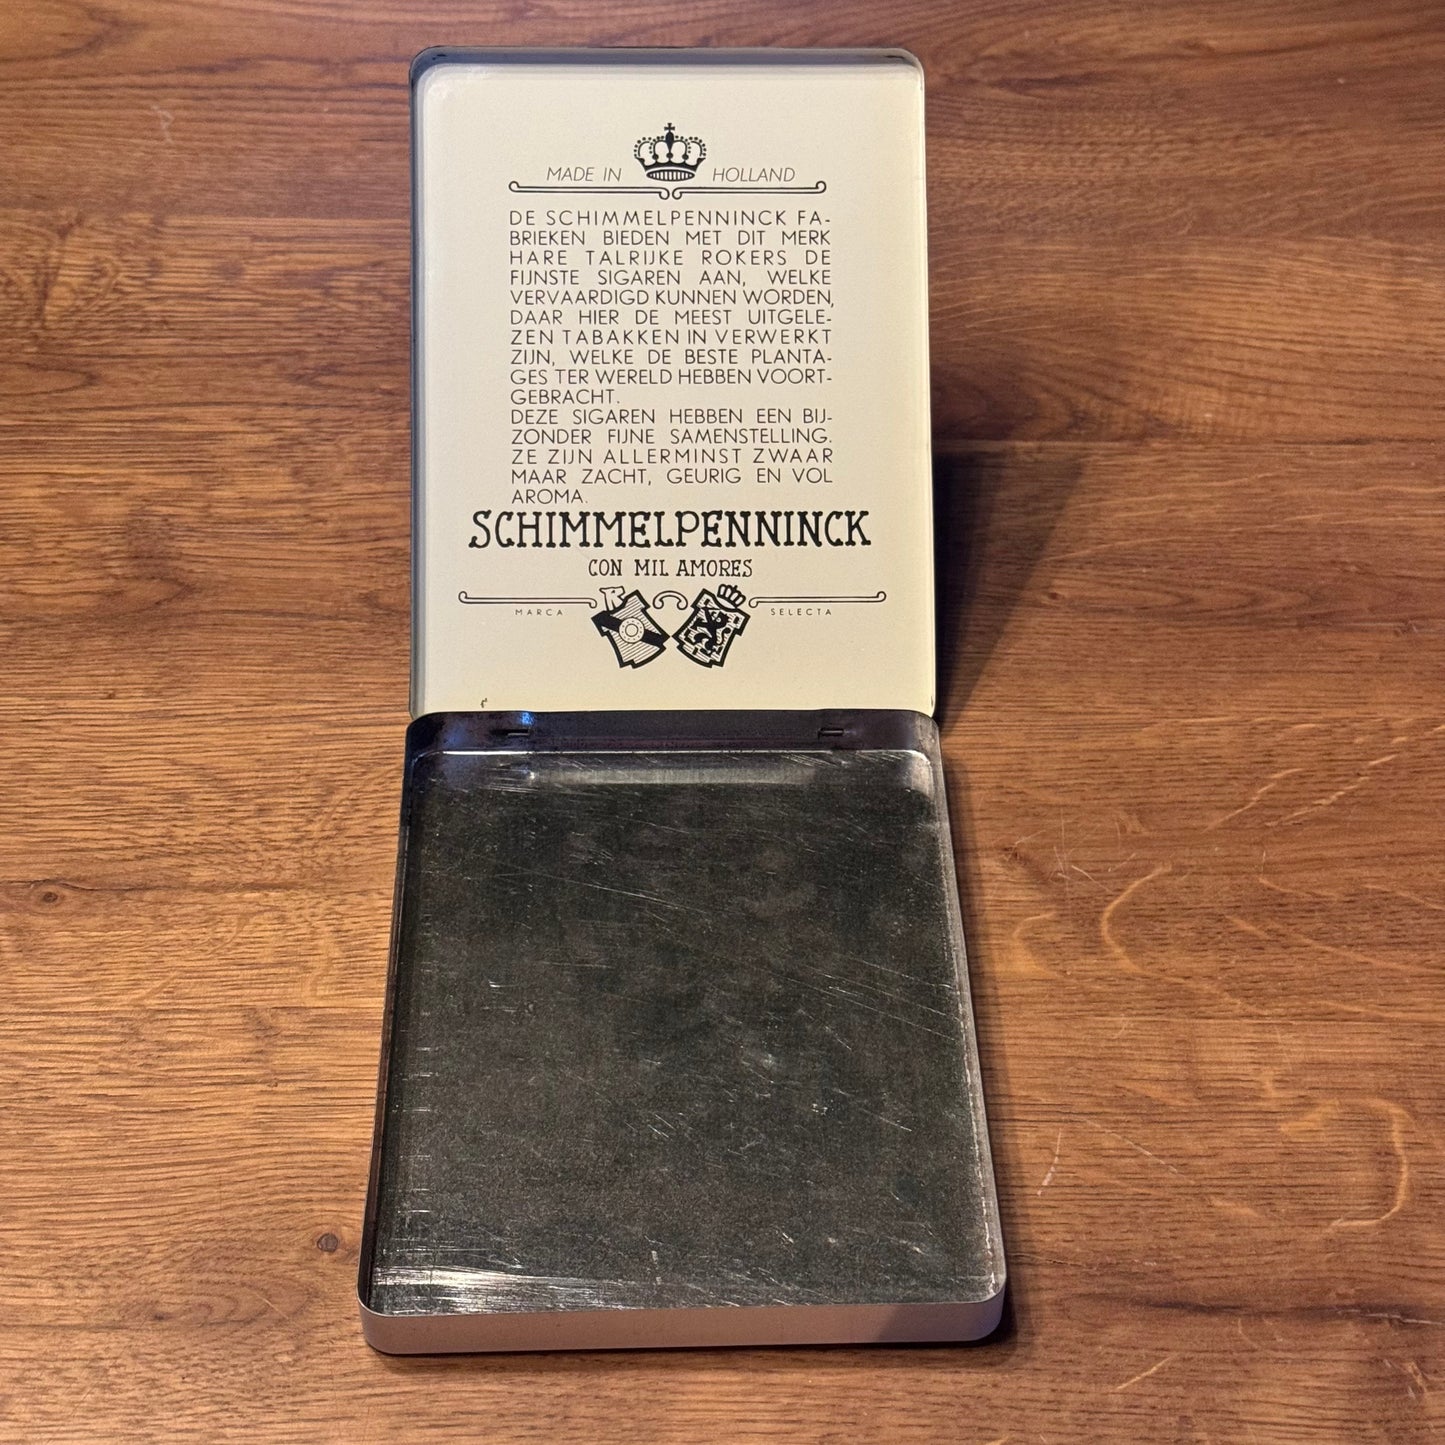 MADE IN HOLLAND
DE SCHIMMELPENNINCK FA-
BRIEKEN BIEDEN MET DIT MERK
HARE TALRIJKE ROKERS DE
FIJNSTE SIGAREN AAN, WELKE
VERVAARDIGD KUNNEN WORDEN,
DAAR HIER DE MEEST UITGELE-
ZEN TABAKKEN IN VERWERKT
ZIJN, WELKE DE BESTE PLANTA-
GES TER WERELD HEBBEN VOORT-
GEBRACHT.
DEZE SIGAREN HEBBEN EEN BIJ-
ZONDER FIJNE SAMENSTELLING.
ZE ZIJN ALLERMINST ZWAAR
MAAR ZACHT, GEURIG EN VOL
AROMA.
SCHIMMELPENNINCK
CON MIL AMORES
MARCA SELECTA